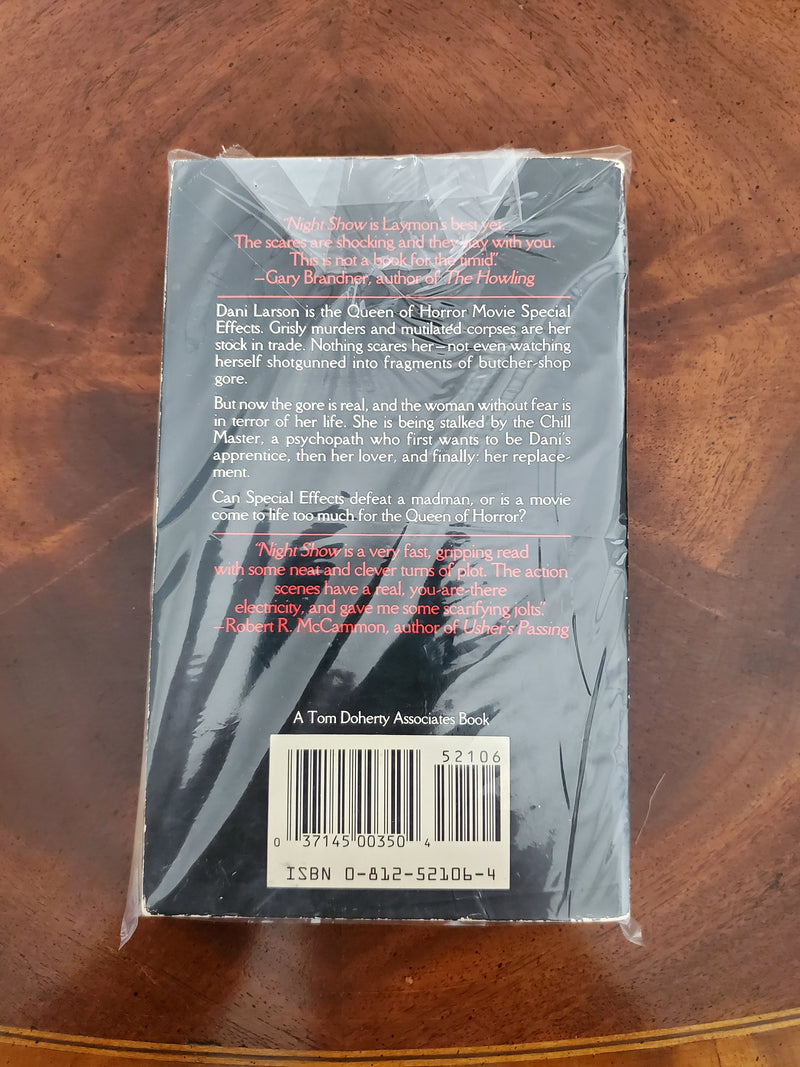 "Night Show is Laymon's best yet.
The scares are shocking and they stay with you.
This is not a book for the timid."
—Gary Brandner, author of The Howling
Dani Larson is the Queen of Horror Movie Special
Effects. Grisly murders and mutilated corpses are her
stock in trade. Nothing scares her—not even watching
herself shotgunned into fragments of butcher-shop
gore.
But now the gore is real, and the woman without fear is
in terror of her life. She is being stalked by the Chill
Master, a psychopath who first wants to be Dani's
apprentice, then her lover, and finally: her replace-
ment.
Can Special Effects defeat a madman, or is a movie
come to life too much for the Queen of Horror?
"Night Show is a very fast, gripping read
with some neat and clever turns of plot. The action
scenes have a real, you-are-there
electricity, and gave me some scarifying jolts."
—Robert R. McCammon, author of Usher's Passing
A Tom Doherty Associates Book
52106
0 37145 00350 4
ISBN 0-812-52106-4